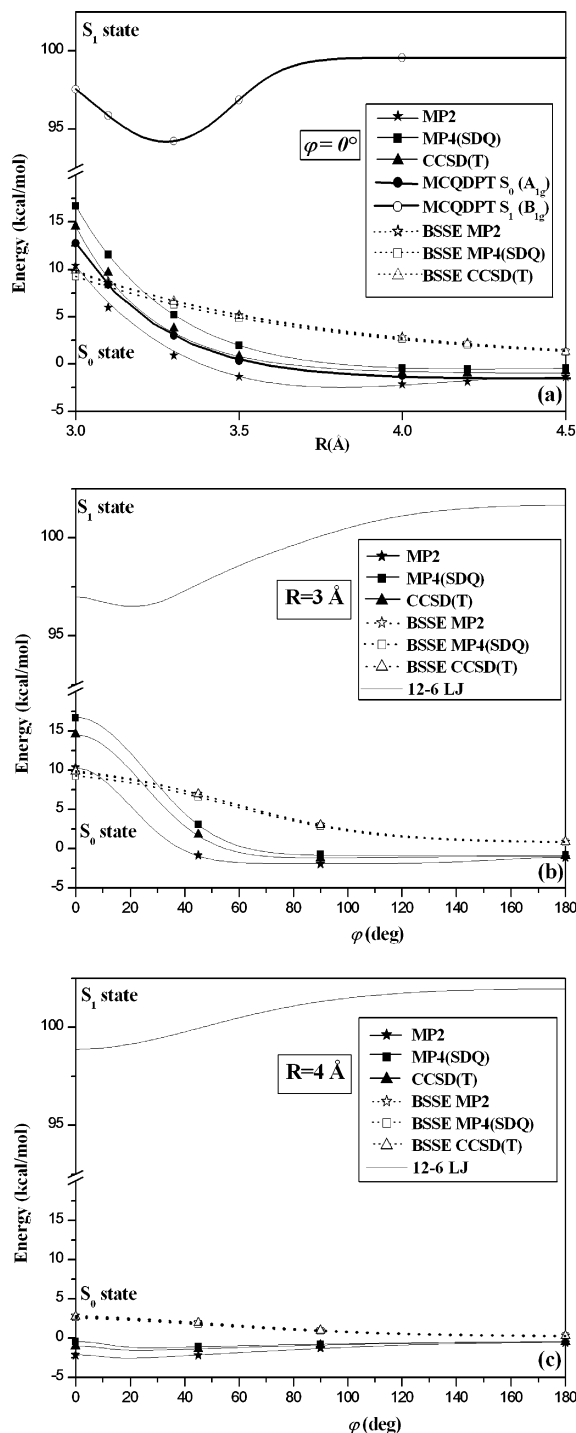 S1 state
100
95
Energy (kcal/mol)
20
15
10
5
0
-5
φ = 0°
MP2
MP4(SDQ)
CCSD(T)
MCQDPT S0 (A1g)
MCQDPT S1 (B1g)
BSSE MP2
BSSE MP4(SDQ)
BSSE CCSD(T)
S0 state
(a)
3.0 3.5 4.0 4.5
R(Å)
S1 state
100
95
Energy (kcal/mol)
15
10
5
0
-5
R=3 Å
MP2
MP4(SDQ)
CCSD(T)
BSSE MP2
BSSE MP4(SDQ)
BSSE CCSD(T)
12-6 LJ
S0 state
(b)
0 20 40 60 80 100 120 140 160 180
φ (deg)
S1 state
100
95
Energy (kcal/mol)
15
10
5
0
-5
R=4 Å
MP2
MP4(SDQ)
CCSD(T)
BSSE MP2
BSSE MP4(SDQ)
BSSE CCSD(T)
12-6 LJ
S0 state
(c)
0 20 40 60 80 100 120 140 160 180
φ (deg)